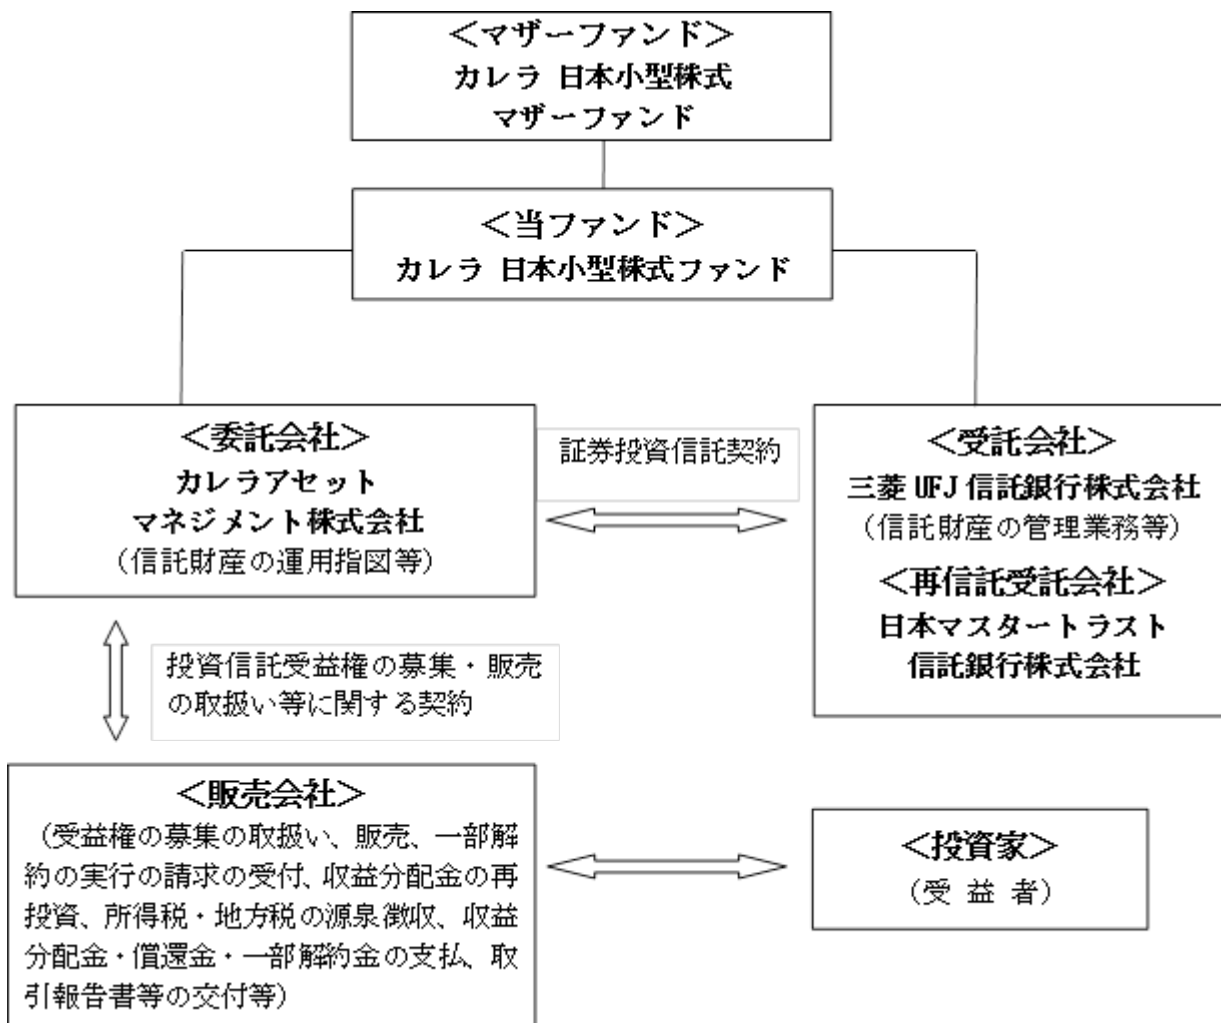 ＜マザーファンド＞
カレラ 日本小型株式
マザーファンド
＜当ファンド＞
カレラ 日本小型株式ファンド
＜委託会社＞
カレラアセット
マネジメント株式会社
（信託財産の運用指図等）
証券投資信託契約
＜受託会社＞
三菱 UFJ 信託銀行株式会社
（信託財産の管理業務等）
＜再信託受託会社＞
日本マスタートラスト
信託銀行株式会社
投資信託受益権の募集・販売
の取扱い等に関する契約
＜販売会社＞
（受益権の募集の取扱い、販売、一部解
約の実行の請求の受付、収益分配金の再
投資、所得税・地方税の源泉徴収、収益
分配金・償還金・一部解約金の支払、取
引報告書等の交付等）
＜投資家＞
（受 益 者）